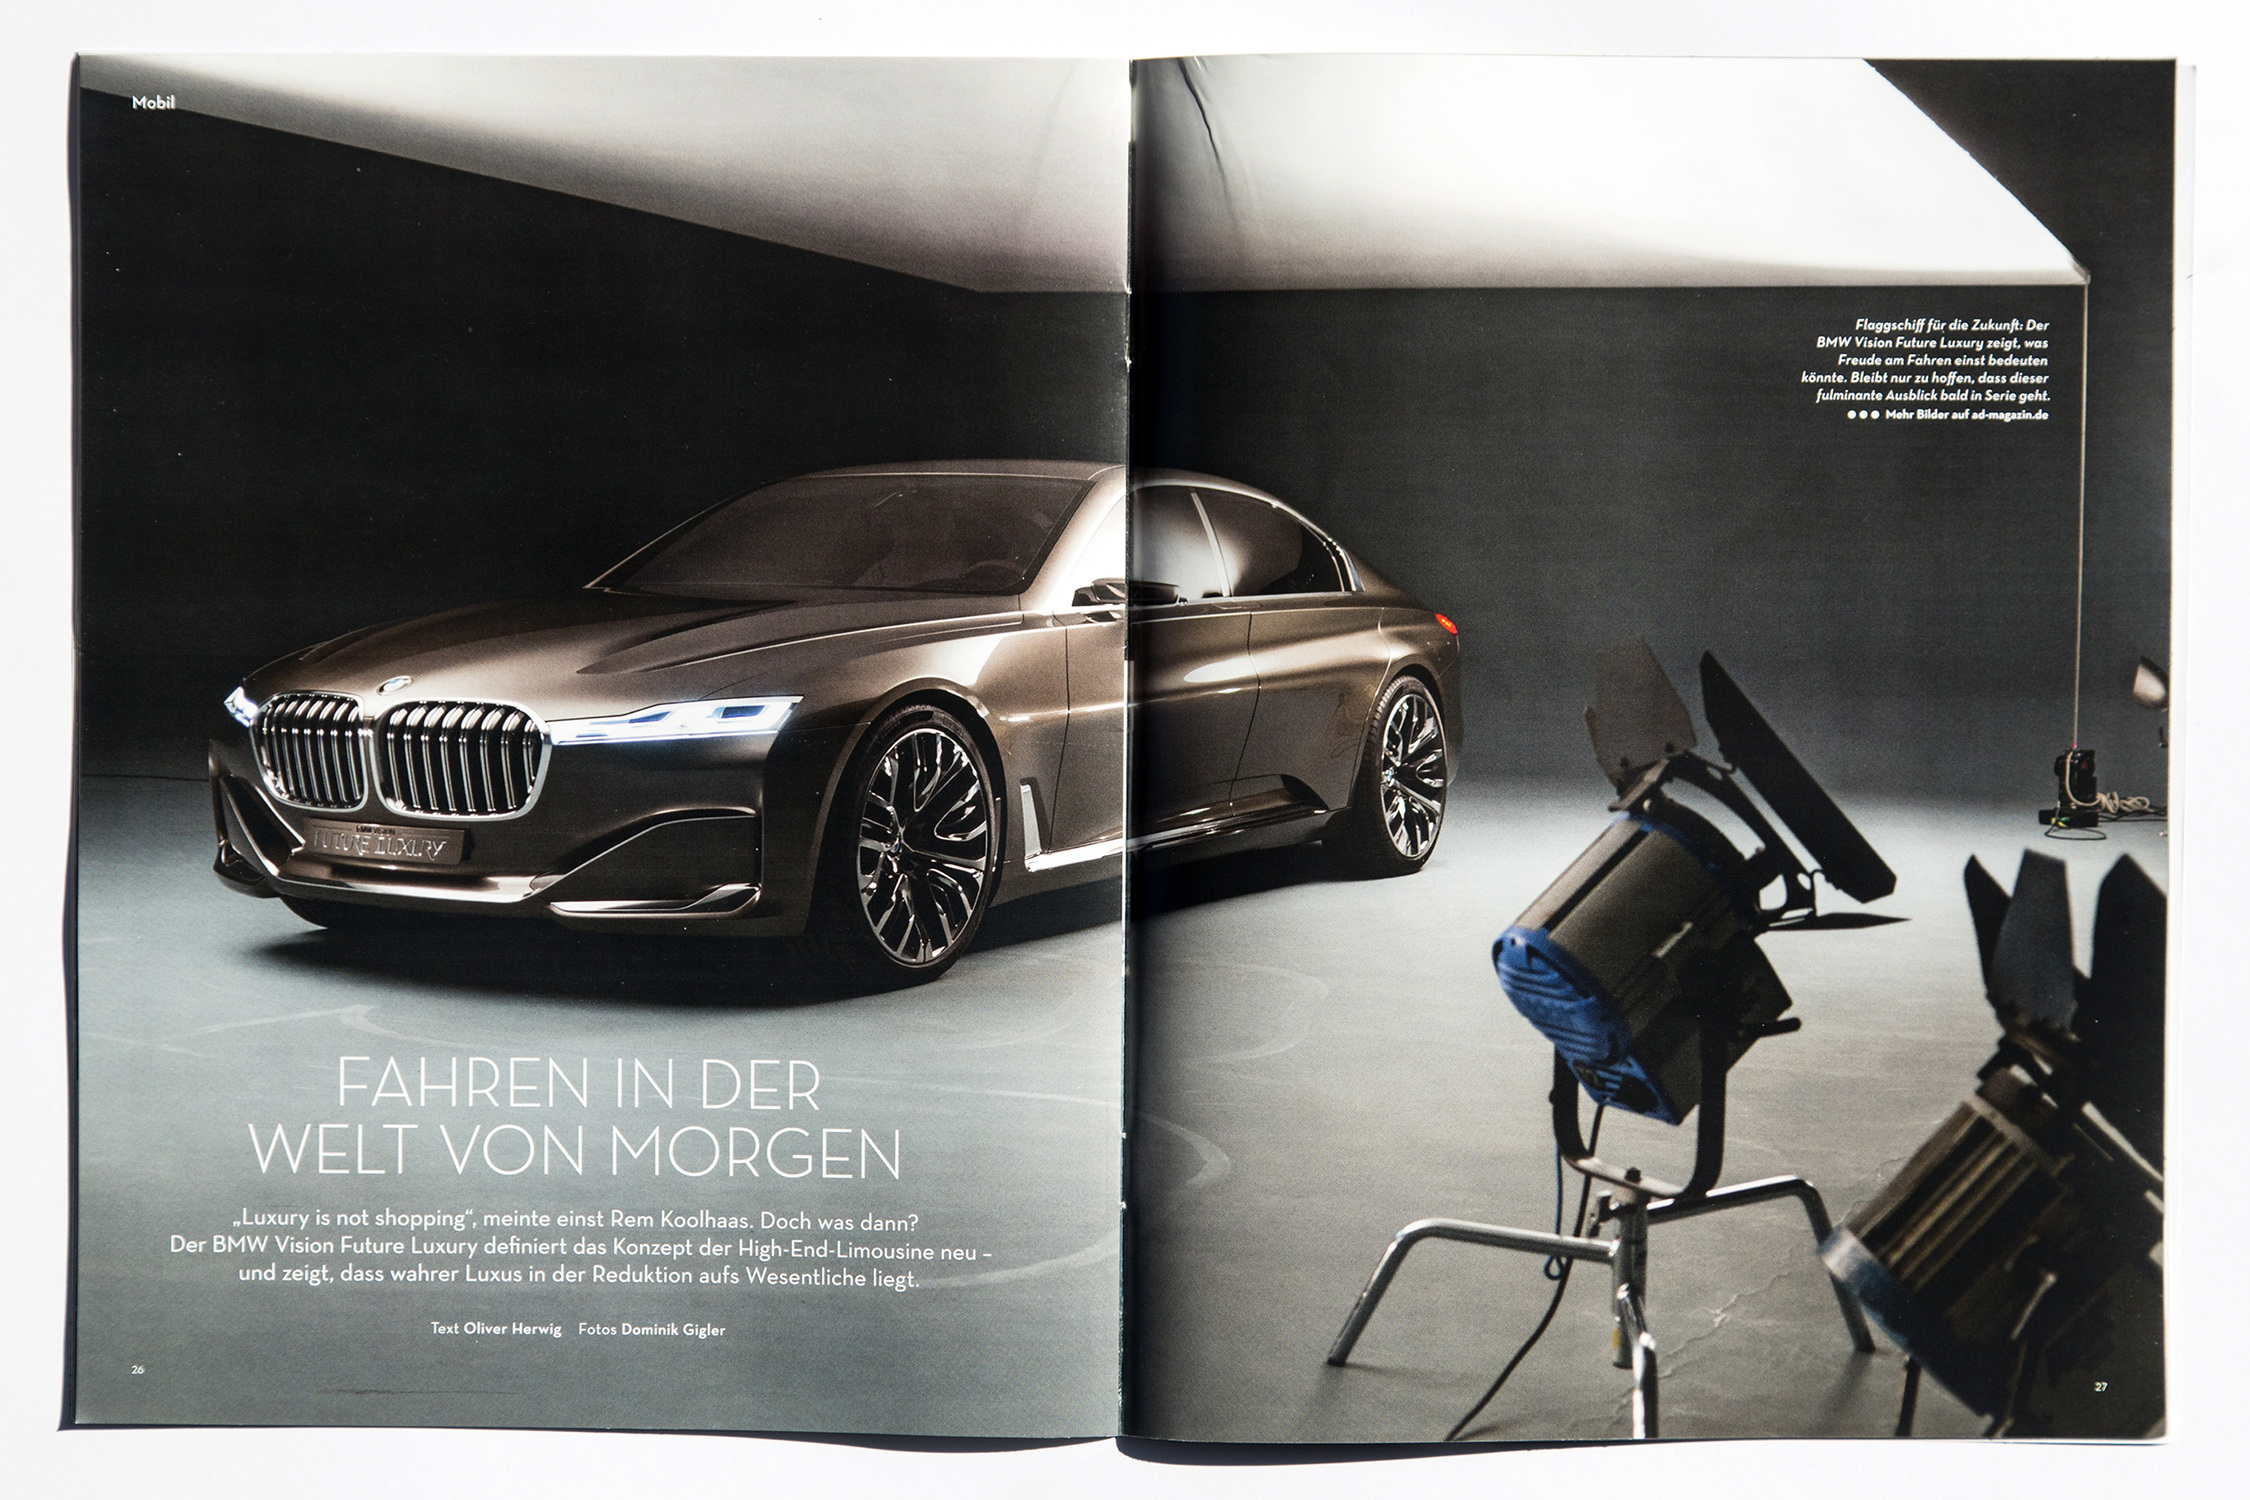 Mobil
BMW VISION
FUTURE LUXURY
FAHREN IN DER
WELT VON MORGEN
„Luxury is not shopping“, meinte einst Rem Koolhaas. Doch was dann?
Der BMW Vision Future Luxury definiert das Konzept der High-End-Limousine neu –
und zeigt, dass wahrer Luxus in der Reduktion aufs Wesentliche liegt.
Text Oliver Herwig Fotos Dominik Gigler
26
Flaggschiff für die Zukunft: Der
BMW Vision Future Luxury zeigt, was
Freude am Fahren einst bedeuten
könnte. Bleibt nur zu hoffen, dass dieser
fulminante Ausblick bald in Serie geht.
●●● Mehr Bilder auf ad-magazin.de
27